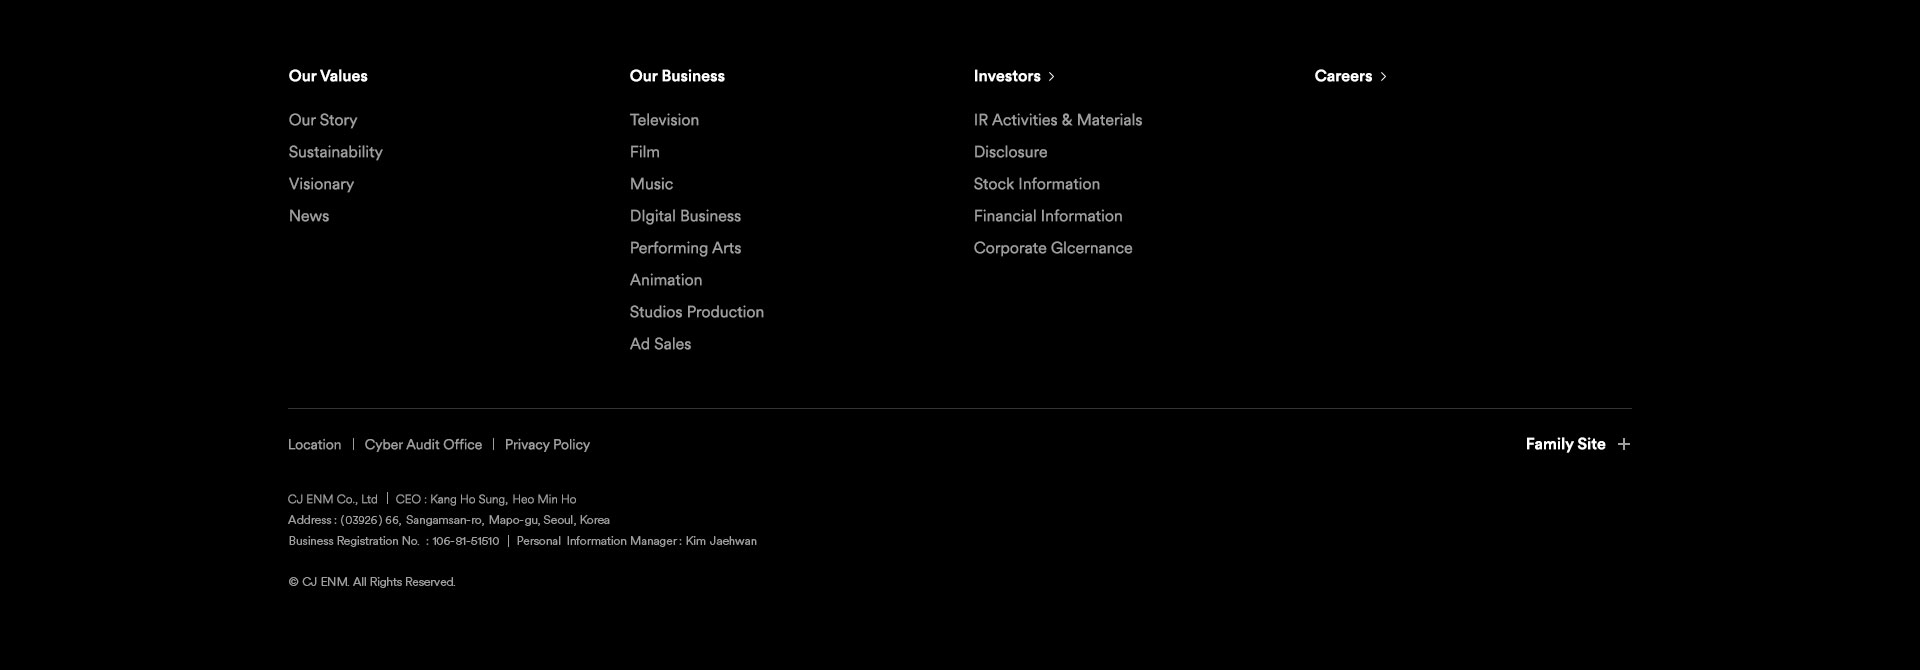 Our Values
Our Story
Sustainability
Visionary
News
Our Business
Television
Film
Music
DIgital Business
Performing Arts
Animation
Studios Production
Ad Sales
Investors >
IR Activities & Materials
Disclosure
Stock Information
Financial Information
Corporate Glcernance
Careers >
Location | Cyber Audit Office | Privacy Policy
Family Site +
CJ ENM Co., Ltd | CEO : Kang Ho Sung, Heo Min Ho
Address : (03926) 66, Sangamsan-ro, Mapo-gu, Seoul, Korea
Business Registration No. : 106-81-51510 | Personal Information Manager : Kim Jaehwan
© CJ ENM. All Rights Reserved.